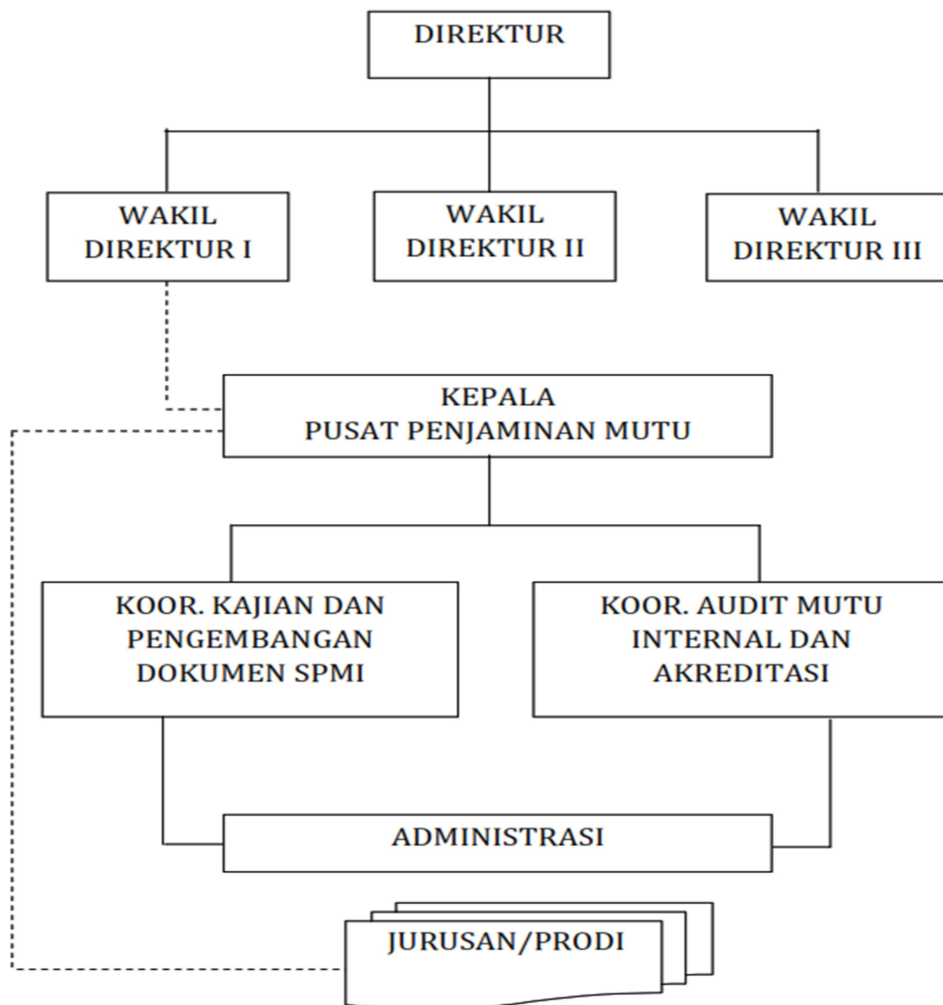 DIREKTUR
WAKIL
DIREKTUR I
WAKIL
DIREKTUR II
WAKIL
DIREKTUR III
KEPALA
PUSAT PENJAMINAN MUTU
KOOR. KAJIAN DAN
PENGEMBANGAN
DOKUMEN SPMI
KOOR. AUDIT MUTU
INTERNAL DAN
AKREDITASI
ADMINISTRASI
JURUSAN/PRODI